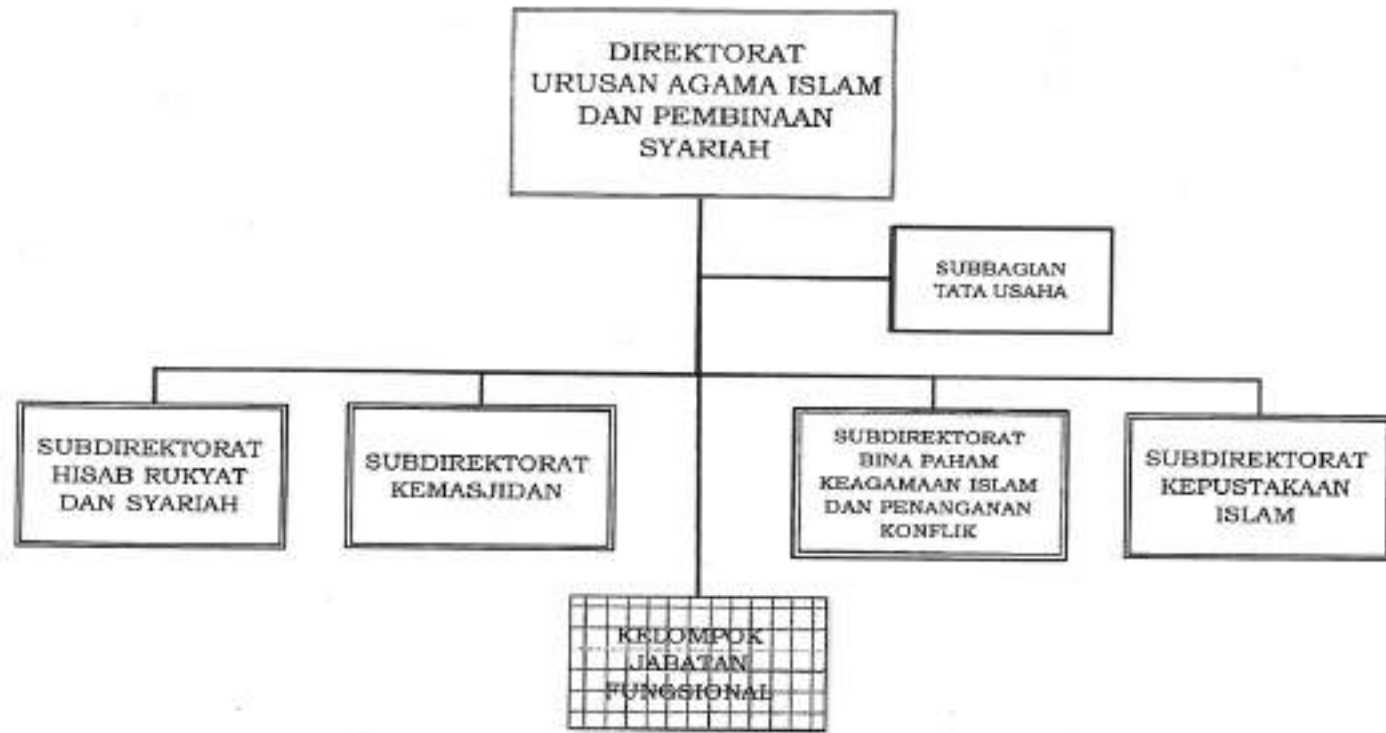 DIREKTORAT
URUSAN AGAMA ISLAM
DAN PEMBINAAN
SYARIAH
SUBBAGIAN
TATA USAHA
SUBDIREKTORAT
HISAB RUKYAT
DAN SYARIAH
SUBDIREKTORAT
KEMASJIDAN
SUBDIREKTORAT
BINA PAHAM
KEAGAMAAN ISLAM
DAN PENANGANAN
KONFLIK
SUBDIREKTORAT
KEPUSTAKAAN
ISLAM
KELOMPOK
JABATAN
FUNGSIONAL